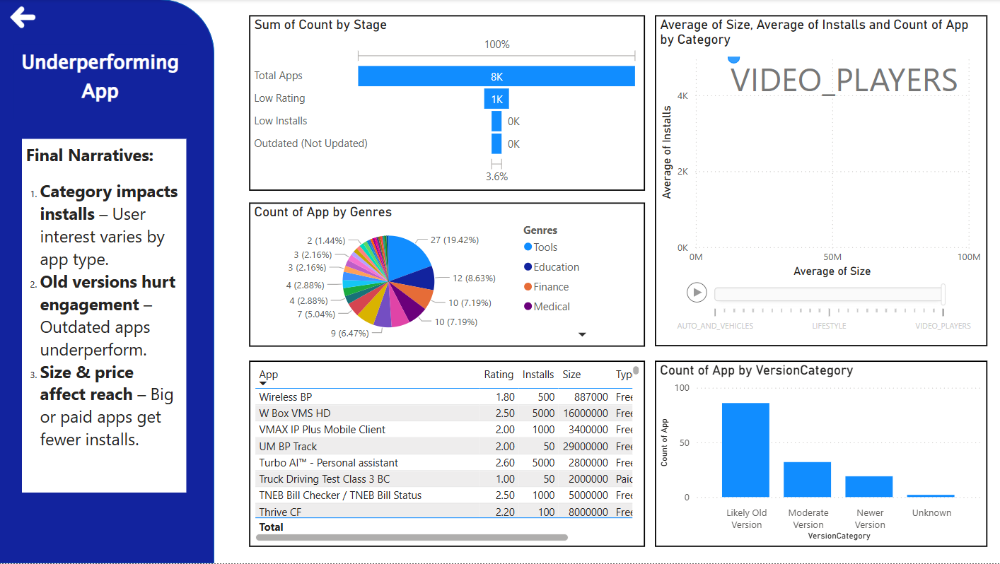 Underperforming
App
Final Narratives:
1. Category impacts
installs – User
interest varies by
app type.
2. Old versions hurt
engagement –
Outdated apps
underperform.
3. Size & price
affect reach – Big
or paid apps get
fewer installs.
Sum of Count by Stage
100%
Total Apps 8K
Low Rating 1K
Low Installs 0K
Outdated (Not Updated) 0K
3.6%
Average of Size, Average of Installs and Count of App
by Category
VIDEO_PLAYERS
Average of Installs
4K
2K
0K
0M 50M 100M
Average of Size
AUTO_AND_VEHICLES LIFESTYLE VIDEO_PLAYERS
Count of App by Genres
27 (19.42%)
12 (8.63%)
10 (7.19%)
10 (7.19%)
9 (6.47%)
7 (5.04%)
4 (2.88%)
4 (2.88%)
3 (2.16%)
3 (2.16%)
2 (1.44%)
Genres
Tools
Education
Finance
Medical
App Rating Installs Size Typ
Wireless BP 1.80 500 887000 Free
W Box VMS HD 2.50 5000 16000000 Free
VMAX IP Plus Mobile Client 2.00 1000 3400000 Free
UM BP Track 2.00 50 29000000 Free
Turbo AI™ - Personal assistant 2.60 5000 2800000 Free
Truck Driving Test Class 3 BC 1.00 50 2000000 Paid
TNEB Bill Checker / TNEB Bill Status 2.50 1000 5000000 Free
Thrive CF 2.20 100 8000000 Free
Total
Count of App by VersionCategory
Count of App
100
50
0
Likely Old
Version
Moderate
Version
Newer
Version
Unknown
VersionCategory